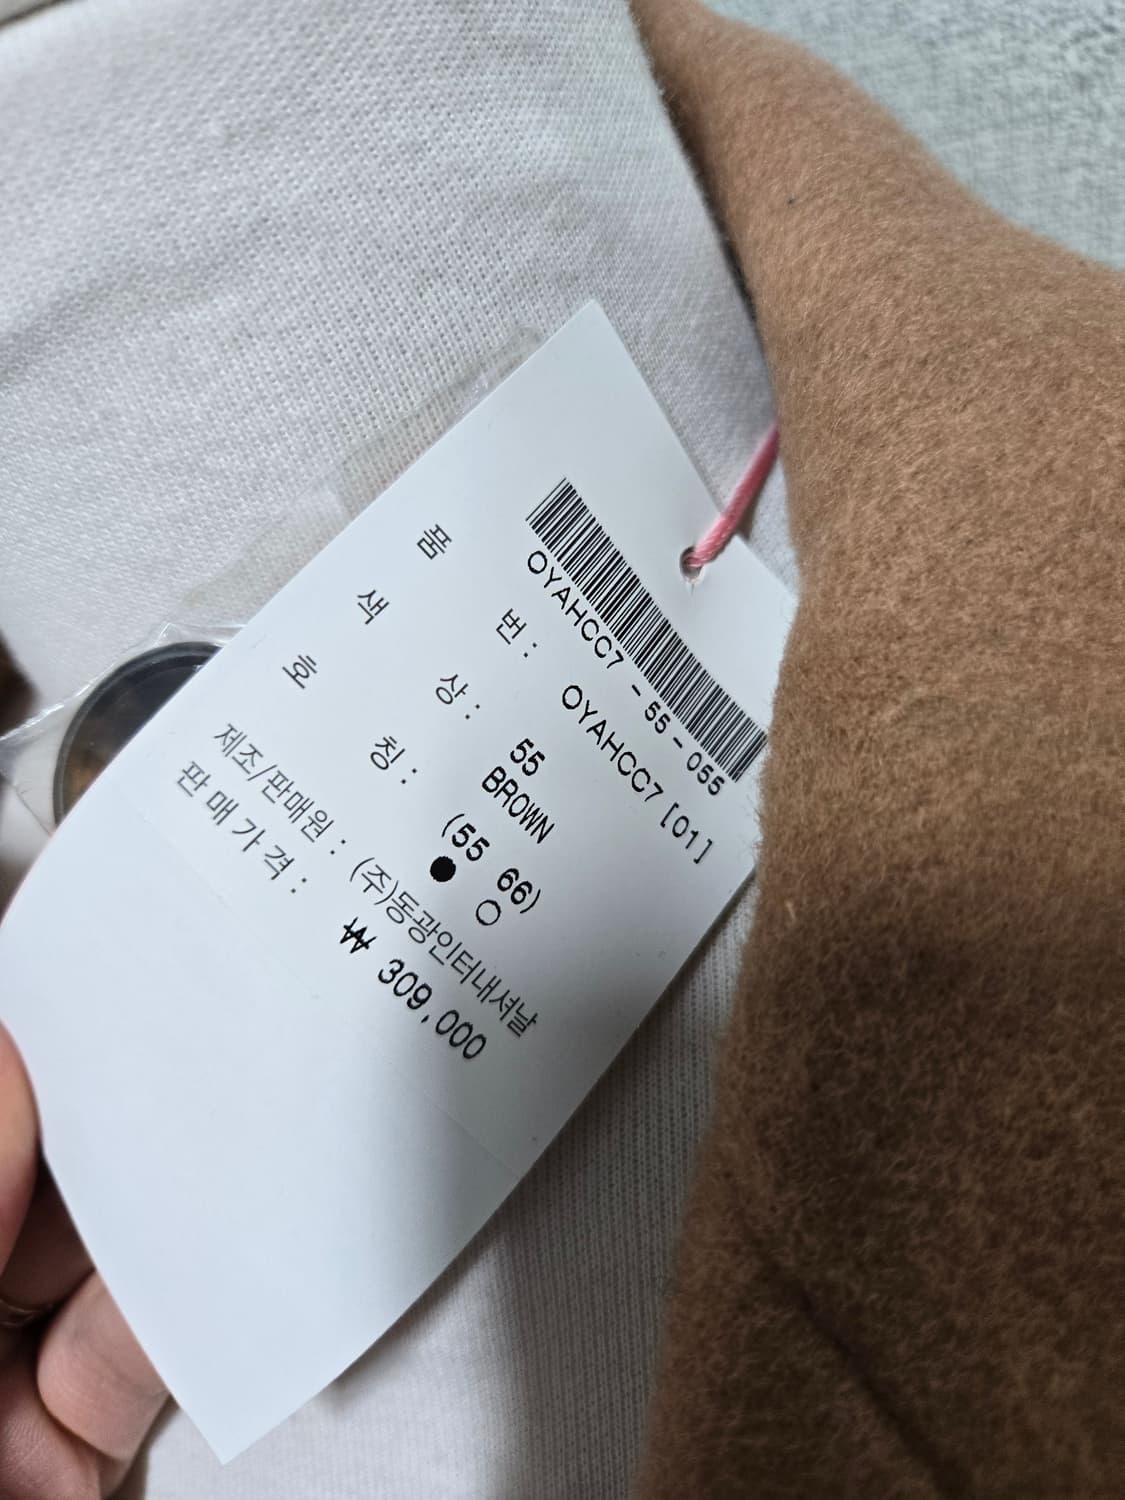 OYAHCC7 - 55 - 055
품 번 : OYAHCC7 [01]
색 상 : 55
BROWN
호 칭 : (55 66)
● ○
제조/판매원 : (주)동광인터내셔날
판 매 가 격 : ₩ 309,000